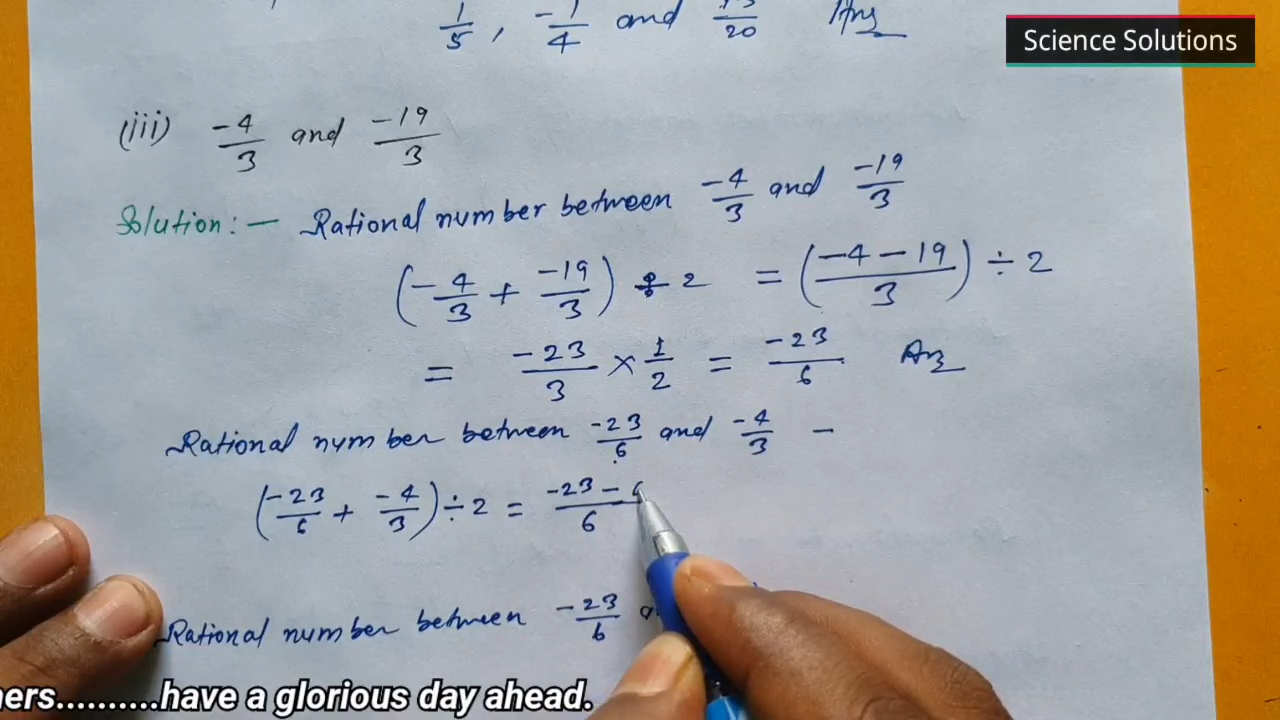 1/5 , -1/4 and /20 Ans
Science Solutions
(iii) -4/3 and -19/3
Solution:— Rational number between -4/3 and -19/3
(-4/3 + -19/3) ÷ 2 = (-4-19/3) ÷ 2
= -23/3 × 1/2 = -23/6 Ans
Rational number between -23/6 and -4/3 –
(-23/6 + -4/3) ÷ 2 = -23 - /6
Rational number between -23/6
..........have a glorious day ahead.